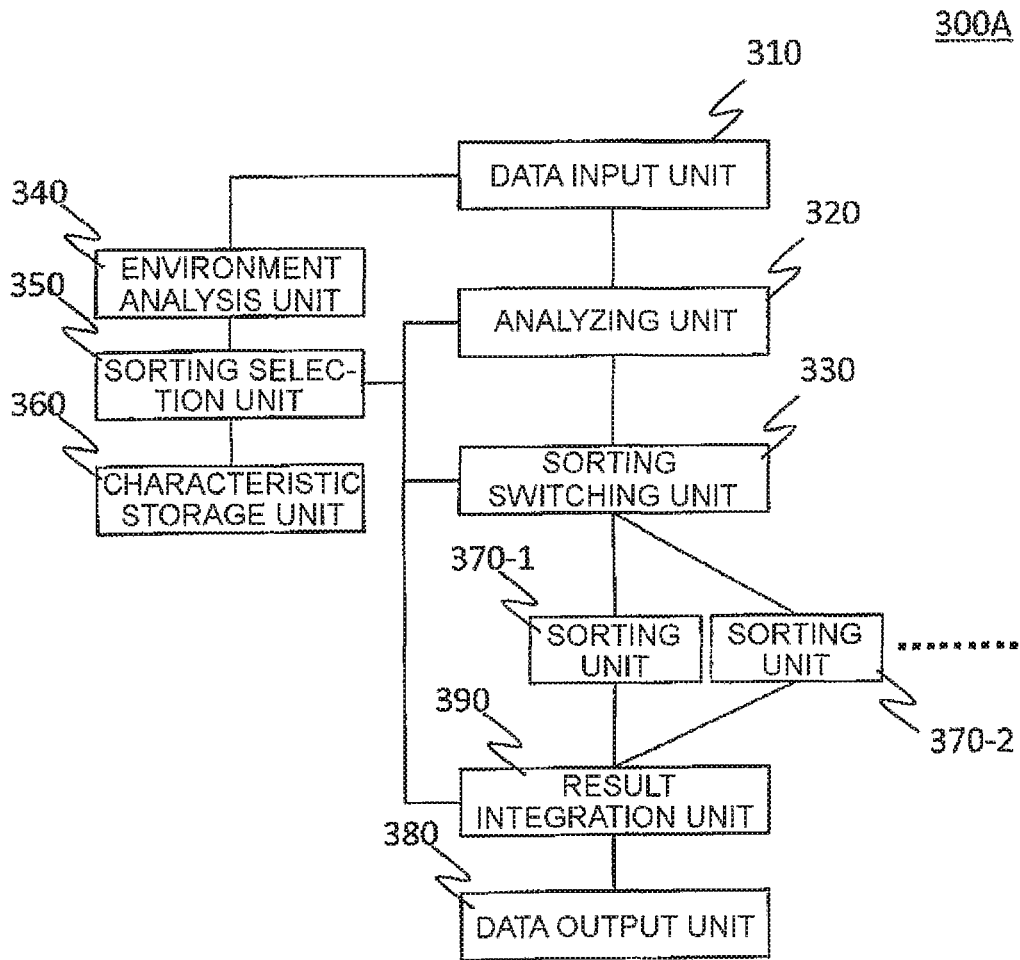 300A
310
DATA INPUT UNIT
340
ENVIRONMENT
ANALYSIS UNIT
320
ANALYZING UNIT
350
SORTING SELEC-
TION UNIT
330
SORTING
SWITCHING UNIT
360
CHARACTERISTIC
STORAGE UNIT
370-1
SORTING
UNIT
SORTING
UNIT
370-2
390
RESULT
INTEGRATION UNIT
380
DATA OUTPUT UNIT